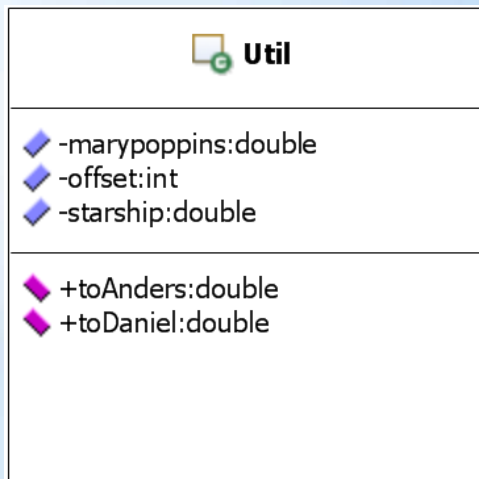 Util
-marypoppins:double
-offset:int
-starship:double
+toAnders:double
+toDaniel:double